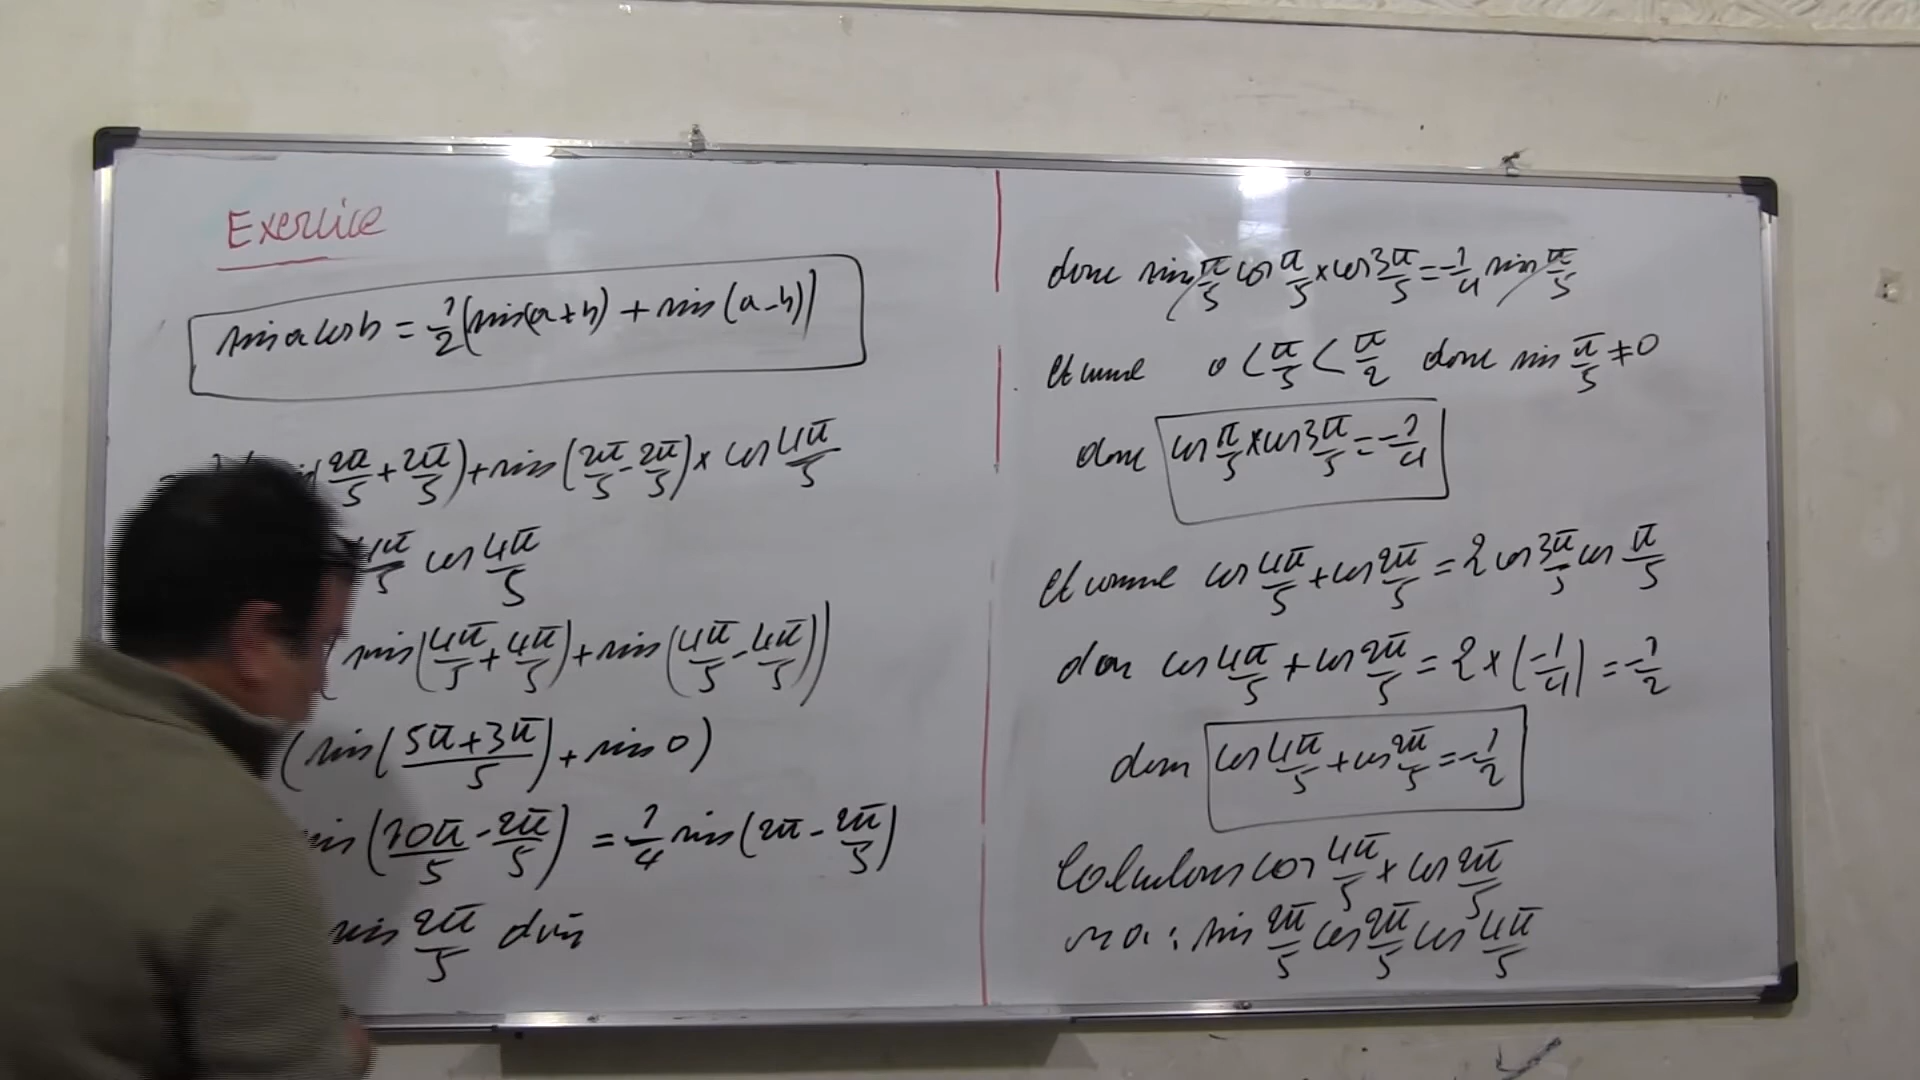 Exercice
sin a cos b = 1/2 (sin(a+b) + sin(a-b))
(2π/5 + 2π/5) + sin(2π/5 - 2π/5) × cos 4π/5
4π/5 cos 4π/5
(sin(4π/5 + 4π/5) + sin(4π/5 - 4π/5))
(sin((5π+3π)/5) + sin 0)
sin(10π/5 - 2π/5) = 1/4 sin(2π - 2π/5)
sin 2π/5
donc sin π/5 cos π/5 × cos 3π/5 = -1/4 sin π/5
et comme 0 < π/5 < π/2 donc sin π/5 ≠ 0
donc cos π/5 × cos 3π/5 = -1/4
et comme cos 4π/5 + cos 2π/5 = 2 cos 3π/5 cos π/5
don cos 4π/5 + cos 2π/5 = 2 × (-1/4) = -1/2
donc cos 4π/5 + cos 2π/5 = -1/2
Calculons cos 4π/5 × cos 2π/5
on a : sin 2π/5 cos 2π/5 cos 4π/5